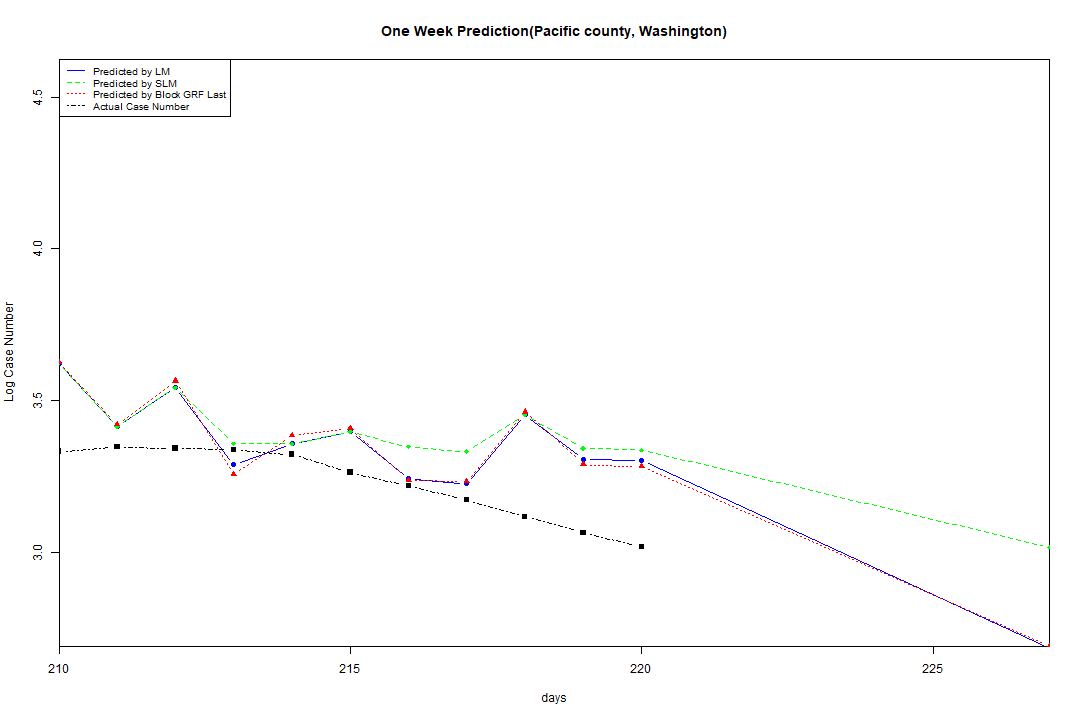 One Week Prediction(Pacific county, Washington)
Predicted by LM
Predicted by SLM
Predicted by Block GRF Last
Actual Case Number
4.5
4.0
3.5
3.0
Log Case Number
210
215
220
225
days